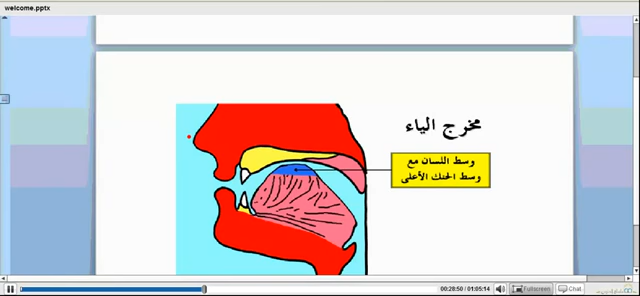 welcome.pptx
مخرج الياء
وسط اللسان مع
وسط الحنك الأعلى
00:28:50 / 01:05:14
Fullscreen
Chat